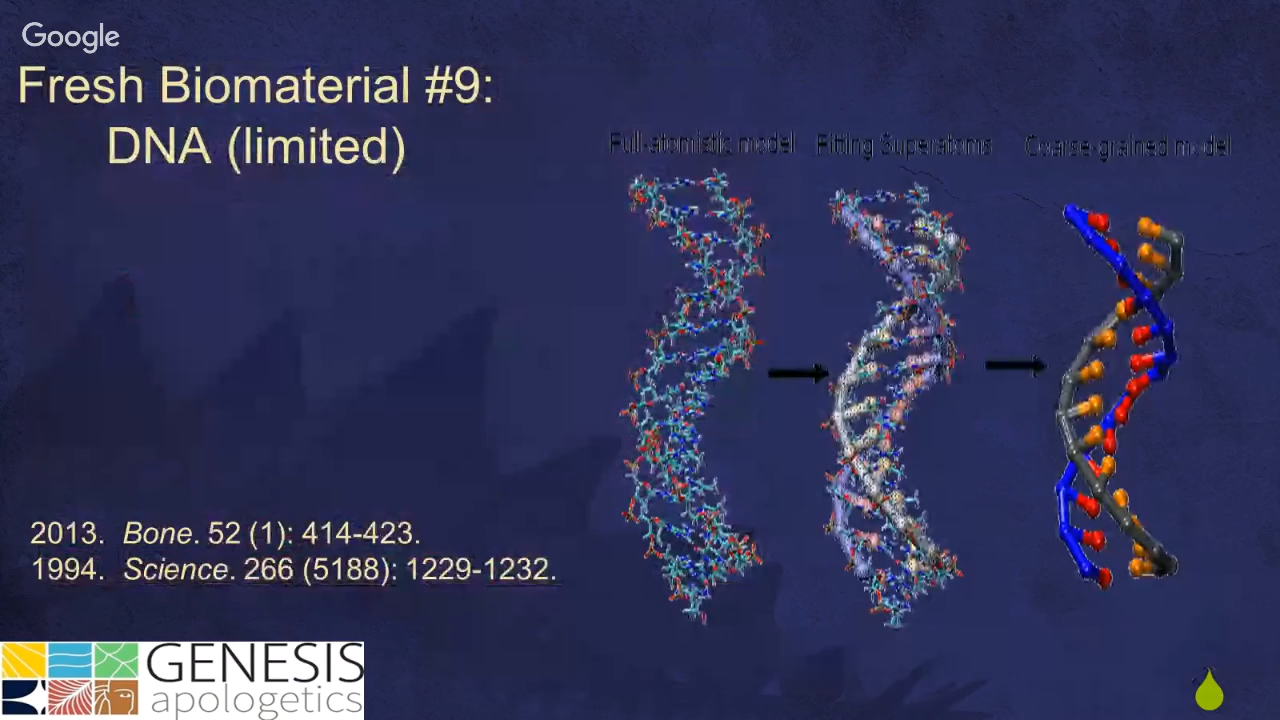 Google
Fresh Biomaterial #9:
DNA (limited)
Full-atomistic model
Fitting Superatoms
Coarse-grained model
2013. Bone. 52 (1): 414-423.
1994. Science. 266 (5188): 1229-1232.
GENESIS
apologetics